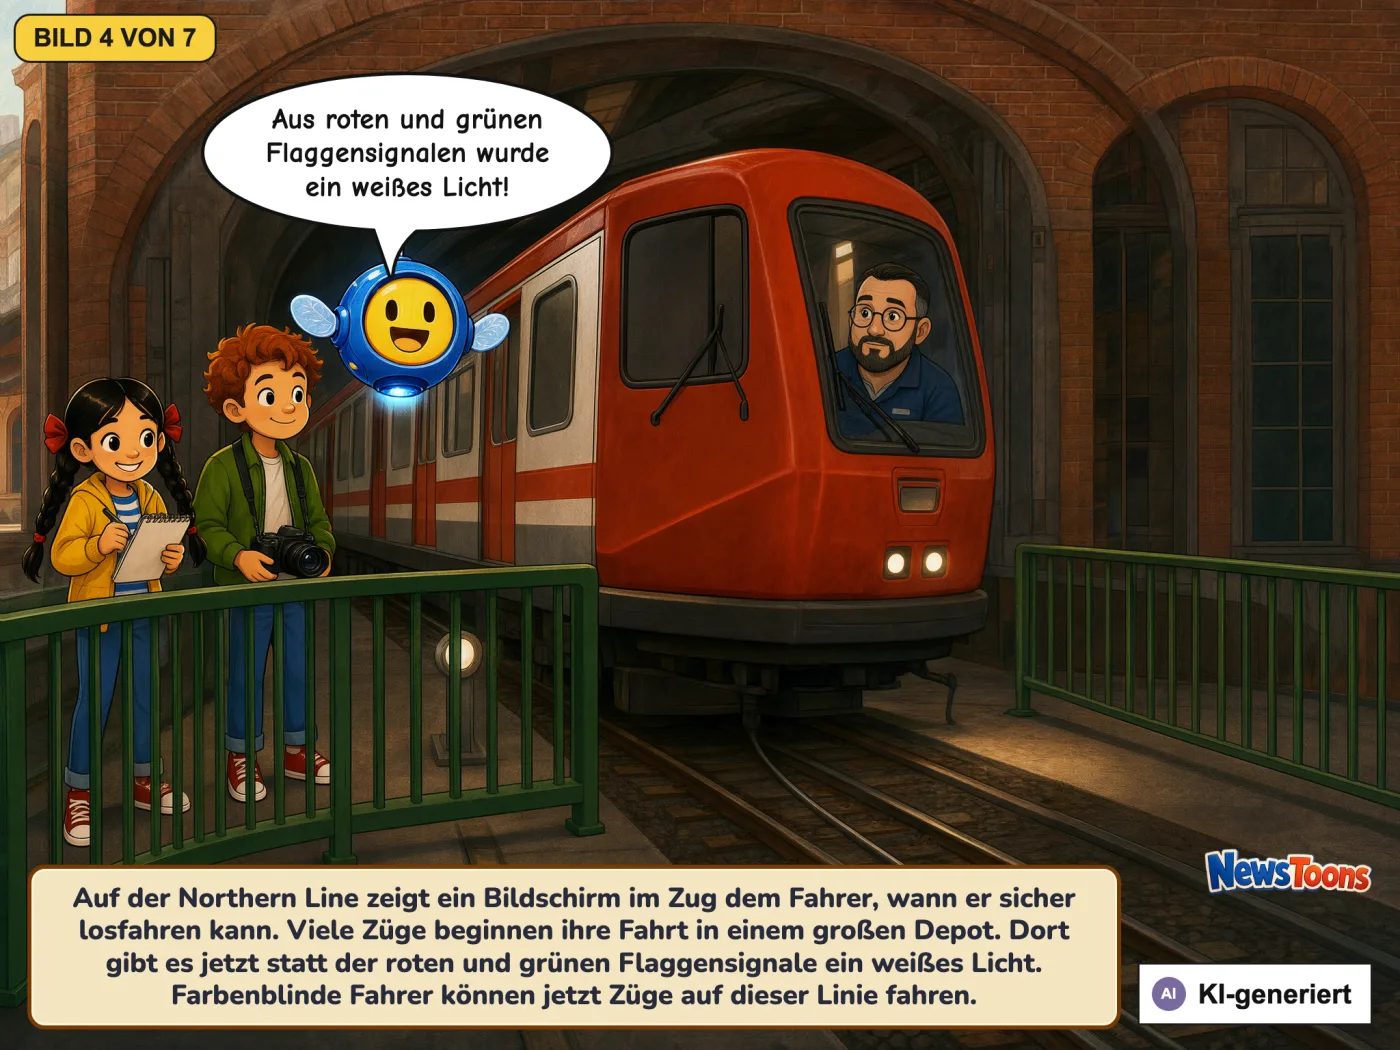 BILD 4 VON 7
Aus roten und grünen
Flaggensignalen wurde
ein weißes Licht!
NewsToons
Auf der Northern Line zeigt ein Bildschirm im Zug dem Fahrer, wann er sicher
losfahren kann. Viele Züge beginnen ihre Fahrt in einem großen Depot. Dort
gibt es jetzt statt der roten und grünen Flaggensignale ein weißes Licht.
Farbenblinde Fahrer können jetzt Züge auf dieser Linie fahren.
AI KI-generiert